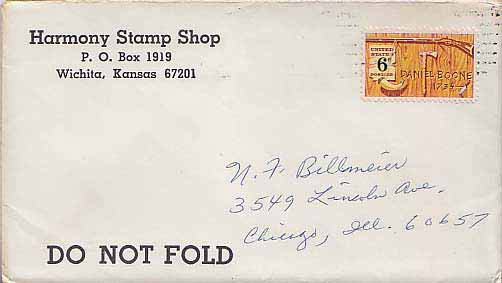 Harmony Stamp Shop
P. O. Box 1919
Wichita, Kansas 67201
UNITED
STATES
6¢
POSTAGE
DANIEL BOONE
1734
N. F. Billmeier
3549 Lincoln Ave.
Chicago, Ill. 60657
DO NOT FOLD